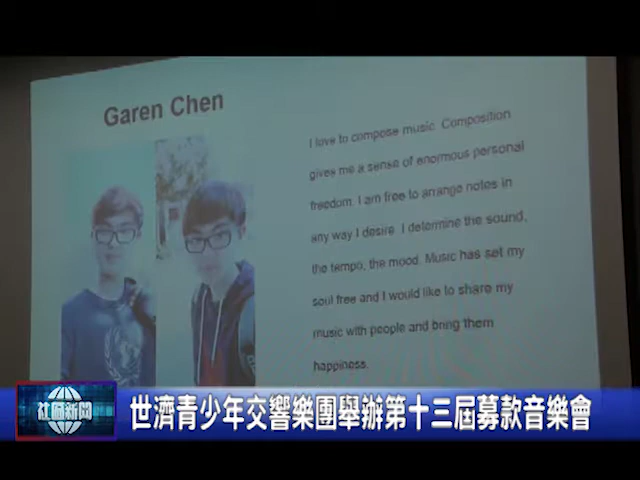 Garen Chen
I love to compose music. Composition
gives me a sense of enormous personal
freedom. I am free to arrange notes in
any way I desire. I determine the sound,
the tempo, the mood. Music has set my
soul free and I would like to share my
music with people and bring them
happiness.
社區新聞
世濟青少年交響樂團舉辦第十三屆募款音樂會